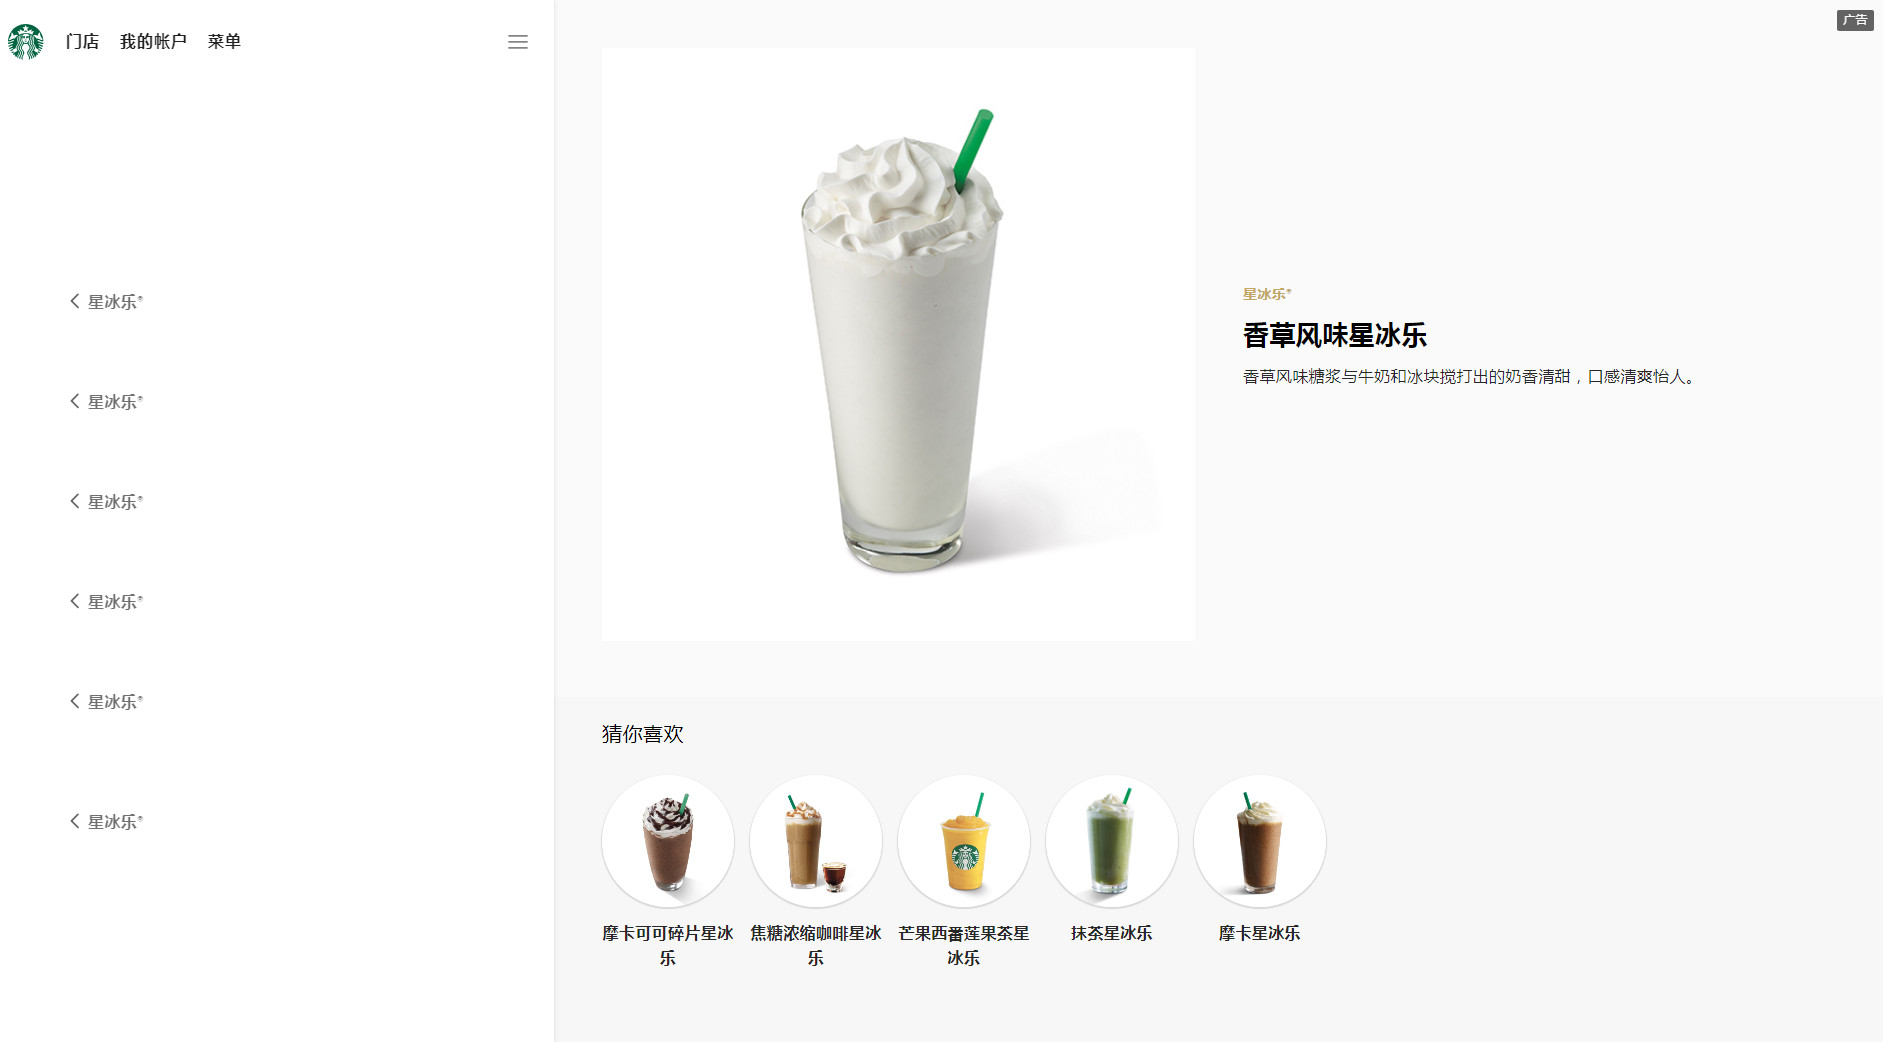 门店 我的帐户 菜单
星冰乐®
星冰乐®
星冰乐®
星冰乐®
星冰乐®
星冰乐®
广告
星冰乐®
香草风味星冰乐
香草风味糖浆与牛奶和冰块搅打出的奶香清甜，口感清爽怡人。
猜你喜欢
摩卡可可碎片星冰
乐
焦糖浓缩咖啡星冰
乐
芒果西番莲果茶星
冰乐
抹茶星冰乐
摩卡星冰乐